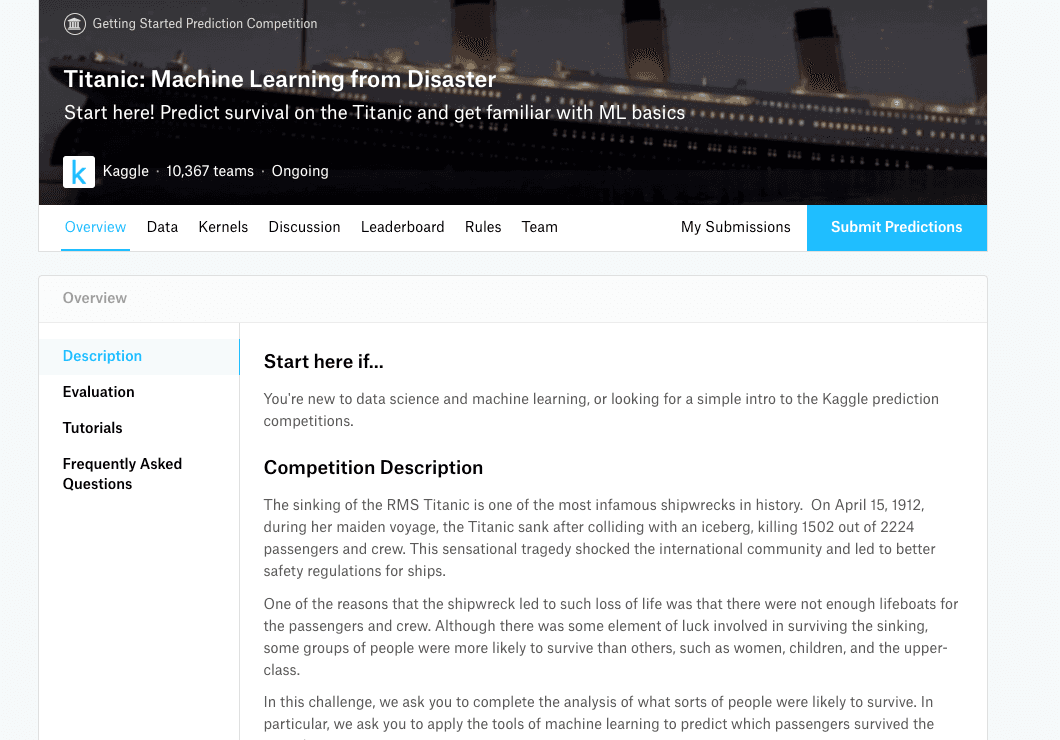 Getting Started Prediction Competition
Titanic: Machine Learning from Disaster
Start here! Predict survival on the Titanic and get familiar with ML basics
k Kaggle · 10,367 teams · Ongoing
Overview Data Kernels Discussion Leaderboard Rules Team My Submissions Submit Predictions
Overview
Description
Evaluation
Tutorials
Frequently Asked
Questions
Start here if...
You're new to data science and machine learning, or looking for a simple intro to the Kaggle prediction
competitions.
Competition Description
The sinking of the RMS Titanic is one of the most infamous shipwrecks in history.  On April 15, 1912,
during her maiden voyage, the Titanic sank after colliding with an iceberg, killing 1502 out of 2224
passengers and crew. This sensational tragedy shocked the international community and led to better
safety regulations for ships.
One of the reasons that the shipwreck led to such loss of life was that there were not enough lifeboats for
the passengers and crew. Although there was some element of luck involved in surviving the sinking,
some groups of people were more likely to survive than others, such as women, children, and the upper-
class.
In this challenge, we ask you to complete the analysis of what sorts of people were likely to survive. In
particular, we ask you to apply the tools of machine learning to predict which passengers survived the